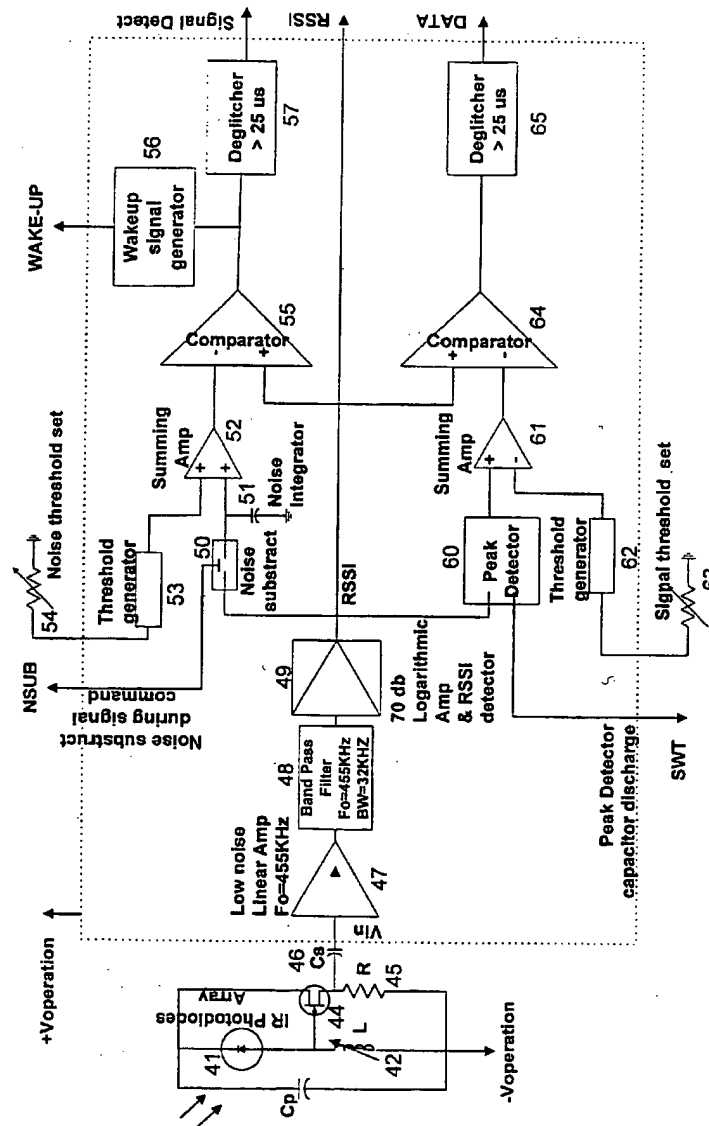 WAKE-UP
Signal Detect
RSSI
DATA
Wakeup
signal
generator
56
Deglitcher
> 25 us
57
Deglitcher
> 25 us
65
Comparator
-
+
55
Comparator
+
-
64
Noise threshold set
54
Threshold
generator
53
Summing
Amp
+
+
52
50
Noise
substract
51
Noise
Integrator
NSUB
Noise substruct
command
during signal
RSSI
Summing
Amp
+
-
61
60
Peak
Detector
Threshold
generator
62
Sigpal threshold set
63
SWT
Peak Detector
capacitor discharge
49
70 db
Logarithmic
Amp
& RSSI
detector
48
Band Pass
Filter
Fo=455KHz
BW=32KHZ
Low noise
Linear Amp
Fo=455KHz
47
Vin
+Voperation
46
Cs
R
45
44
L
42
IR Photodiodes
Array
41
Cp
-Voperation